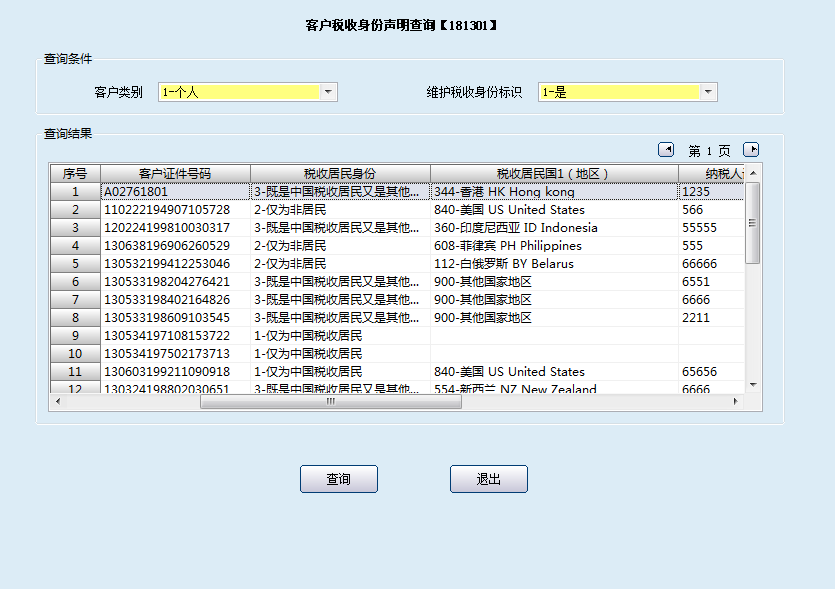 客户税收身份声明查询【181301】
查询条件
客户类别 1-个人 维护税收身份标识 1-是
查询结果
第 1 页
序号 客户证件号码 税收居民身份 税收居民国1（地区） 纳税人
1 A02761801 3-既是中国税收居民又是其他... 344-香港 HK Hong kong 1235
2 110222194907105728 2-仅为非居民 840-美国 US United States 566
3 120224199810030317 3-既是中国税收居民又是其他... 360-印度尼西亚 ID Indonesia 55555
4 130638196906260529 2-仅为非居民 608-菲律宾 PH Philippines 555
5 130532199412253046 2-仅为非居民 112-白俄罗斯 BY Belarus 66666
6 130533198204276421 3-既是中国税收居民又是其他... 900-其他国家地区 6551
7 130533198402164826 3-既是中国税收居民又是其他... 900-其他国家地区 6666
8 130533198609103545 3-既是中国税收居民又是其他... 900-其他国家地区 2211
9 130534197108153722 1-仅为中国税收居民
10 130534197502173713 1-仅为中国税收居民
11 130603199211090918 1-仅为中国税收居民 840-美国 US United States 65656
12 130324198802030651 3-既是中国税收居民又是其他... 554-新西兰 NZ New Zealand 6666
查询 退出